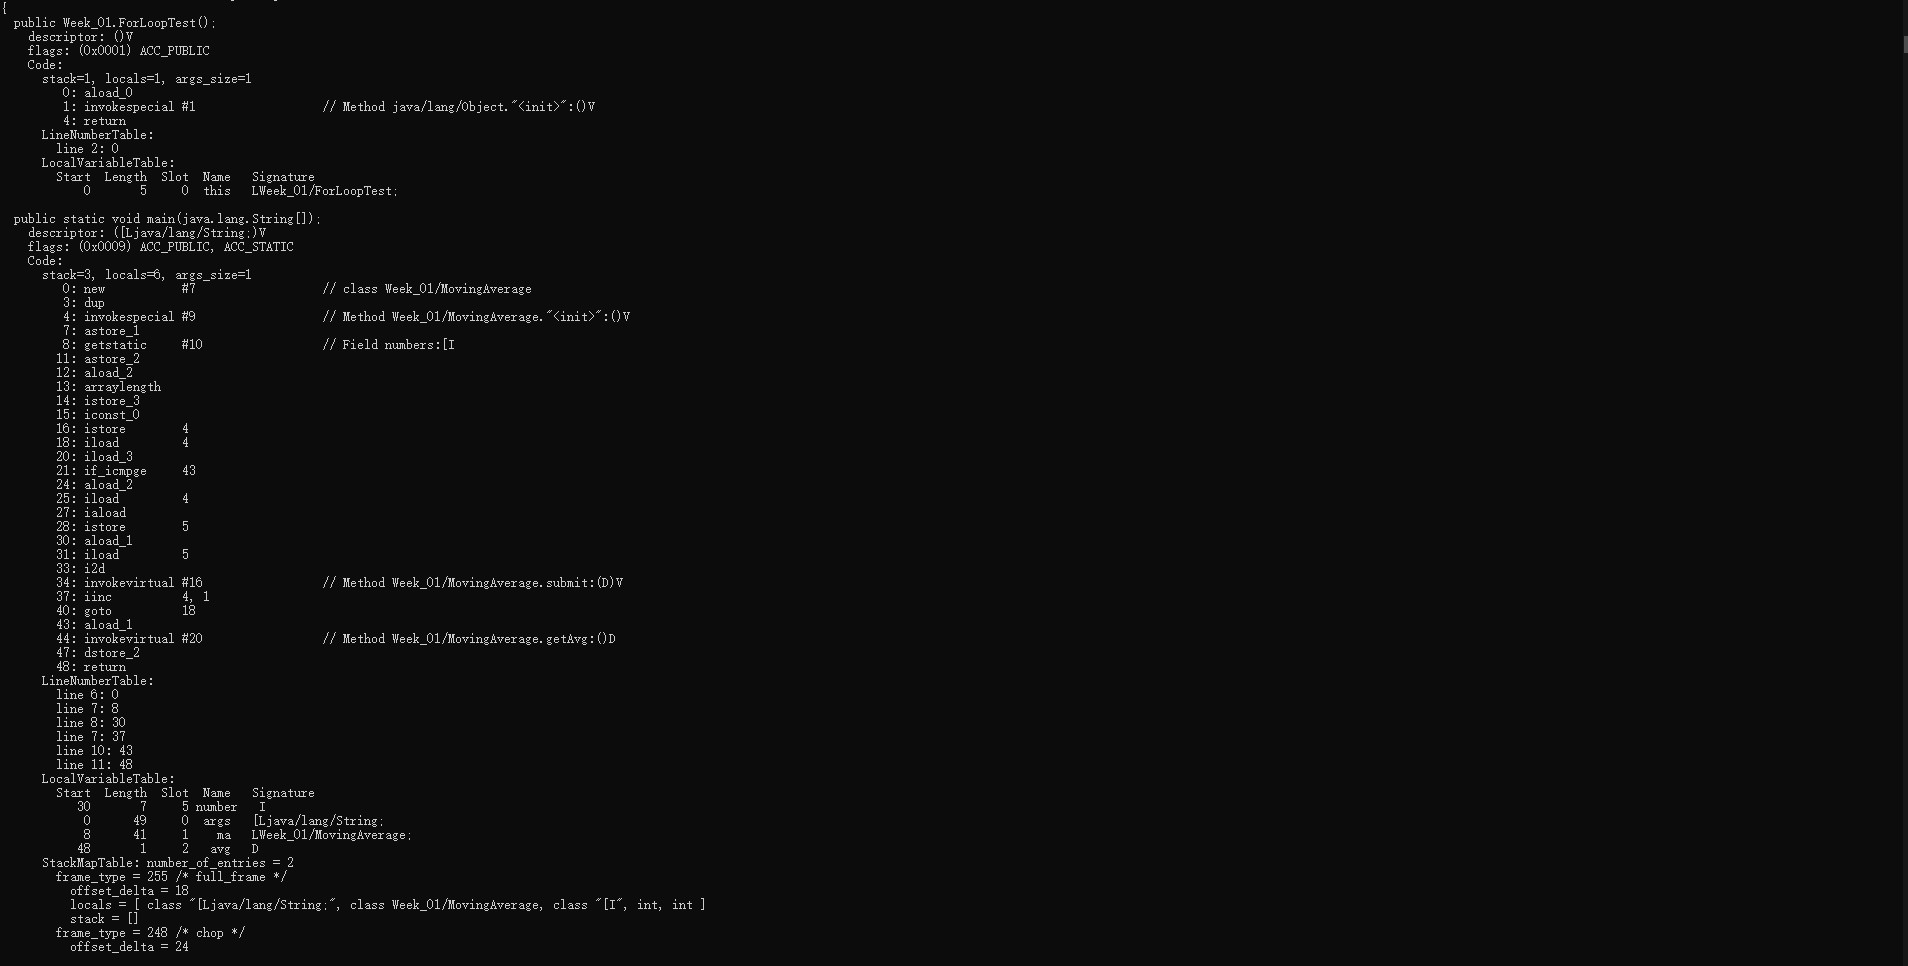 {
  public Week_01.ForLoopTest();
    descriptor: ()V
    flags: (0x0001) ACC_PUBLIC
    Code:
      stack=1, locals=1, args_size=1
         0: aload_0
         1: invokespecial #1                  // Method java/lang/Object."<init>":()V
         4: return
      LineNumberTable:
        line 2: 0
      LocalVariableTable:
        Start  Length  Slot  Name   Signature
            0       5     0  this   LWeek_01/ForLoopTest;
  public static void main(java.lang.String[]);
    descriptor: ([Ljava/lang/String;)V
    flags: (0x0009) ACC_PUBLIC, ACC_STATIC
    Code:
      stack=3, locals=6, args_size=1
         0: new           #7                  // class Week_01/MovingAverage
         3: dup
         4: invokespecial #9                  // Method Week_01/MovingAverage."<init>":()V
         7: astore_1
         8: getstatic     #10                 // Field numbers:[I
        11: astore_2
        12: aload_2
        13: arraylength
        14: istore_3
        15: iconst_0
        16: istore        4
        18: iload         4
        20: iload_3
        21: if_icmpge     43
        24: aload_2
        25: iload         4
        27: iaload
        28: istore        5
        30: aload_1
        31: iload         5
        33: i2d
        34: invokevirtual #16                 // Method Week_01/MovingAverage.submit:(D)V
        37: iinc          4, 1
        40: goto          18
        43: aload_1
        44: invokevirtual #20                 // Method Week_01/MovingAverage.getAvg:()D
        47: dstore_2
        48: return
      LineNumberTable:
        line 6: 0
        line 7: 8
        line 8: 30
        line 7: 37
        line 10: 43
        line 11: 48
      LocalVariableTable:
        Start  Length  Slot  Name   Signature
           30       7     5 number   I
            0      49     0  args   [Ljava/lang/String;
            8      41     1    ma   LWeek_01/MovingAverage;
           48       1     2   avg   D
      StackMapTable: number_of_entries = 2
        frame_type = 255 /* full_frame */
          offset_delta = 18
          locals = [ class "[Ljava/lang/String;", class Week_01/MovingAverage, class "[I", int, int ]
          stack = []
        frame_type = 248 /* chop */
          offset_delta = 24